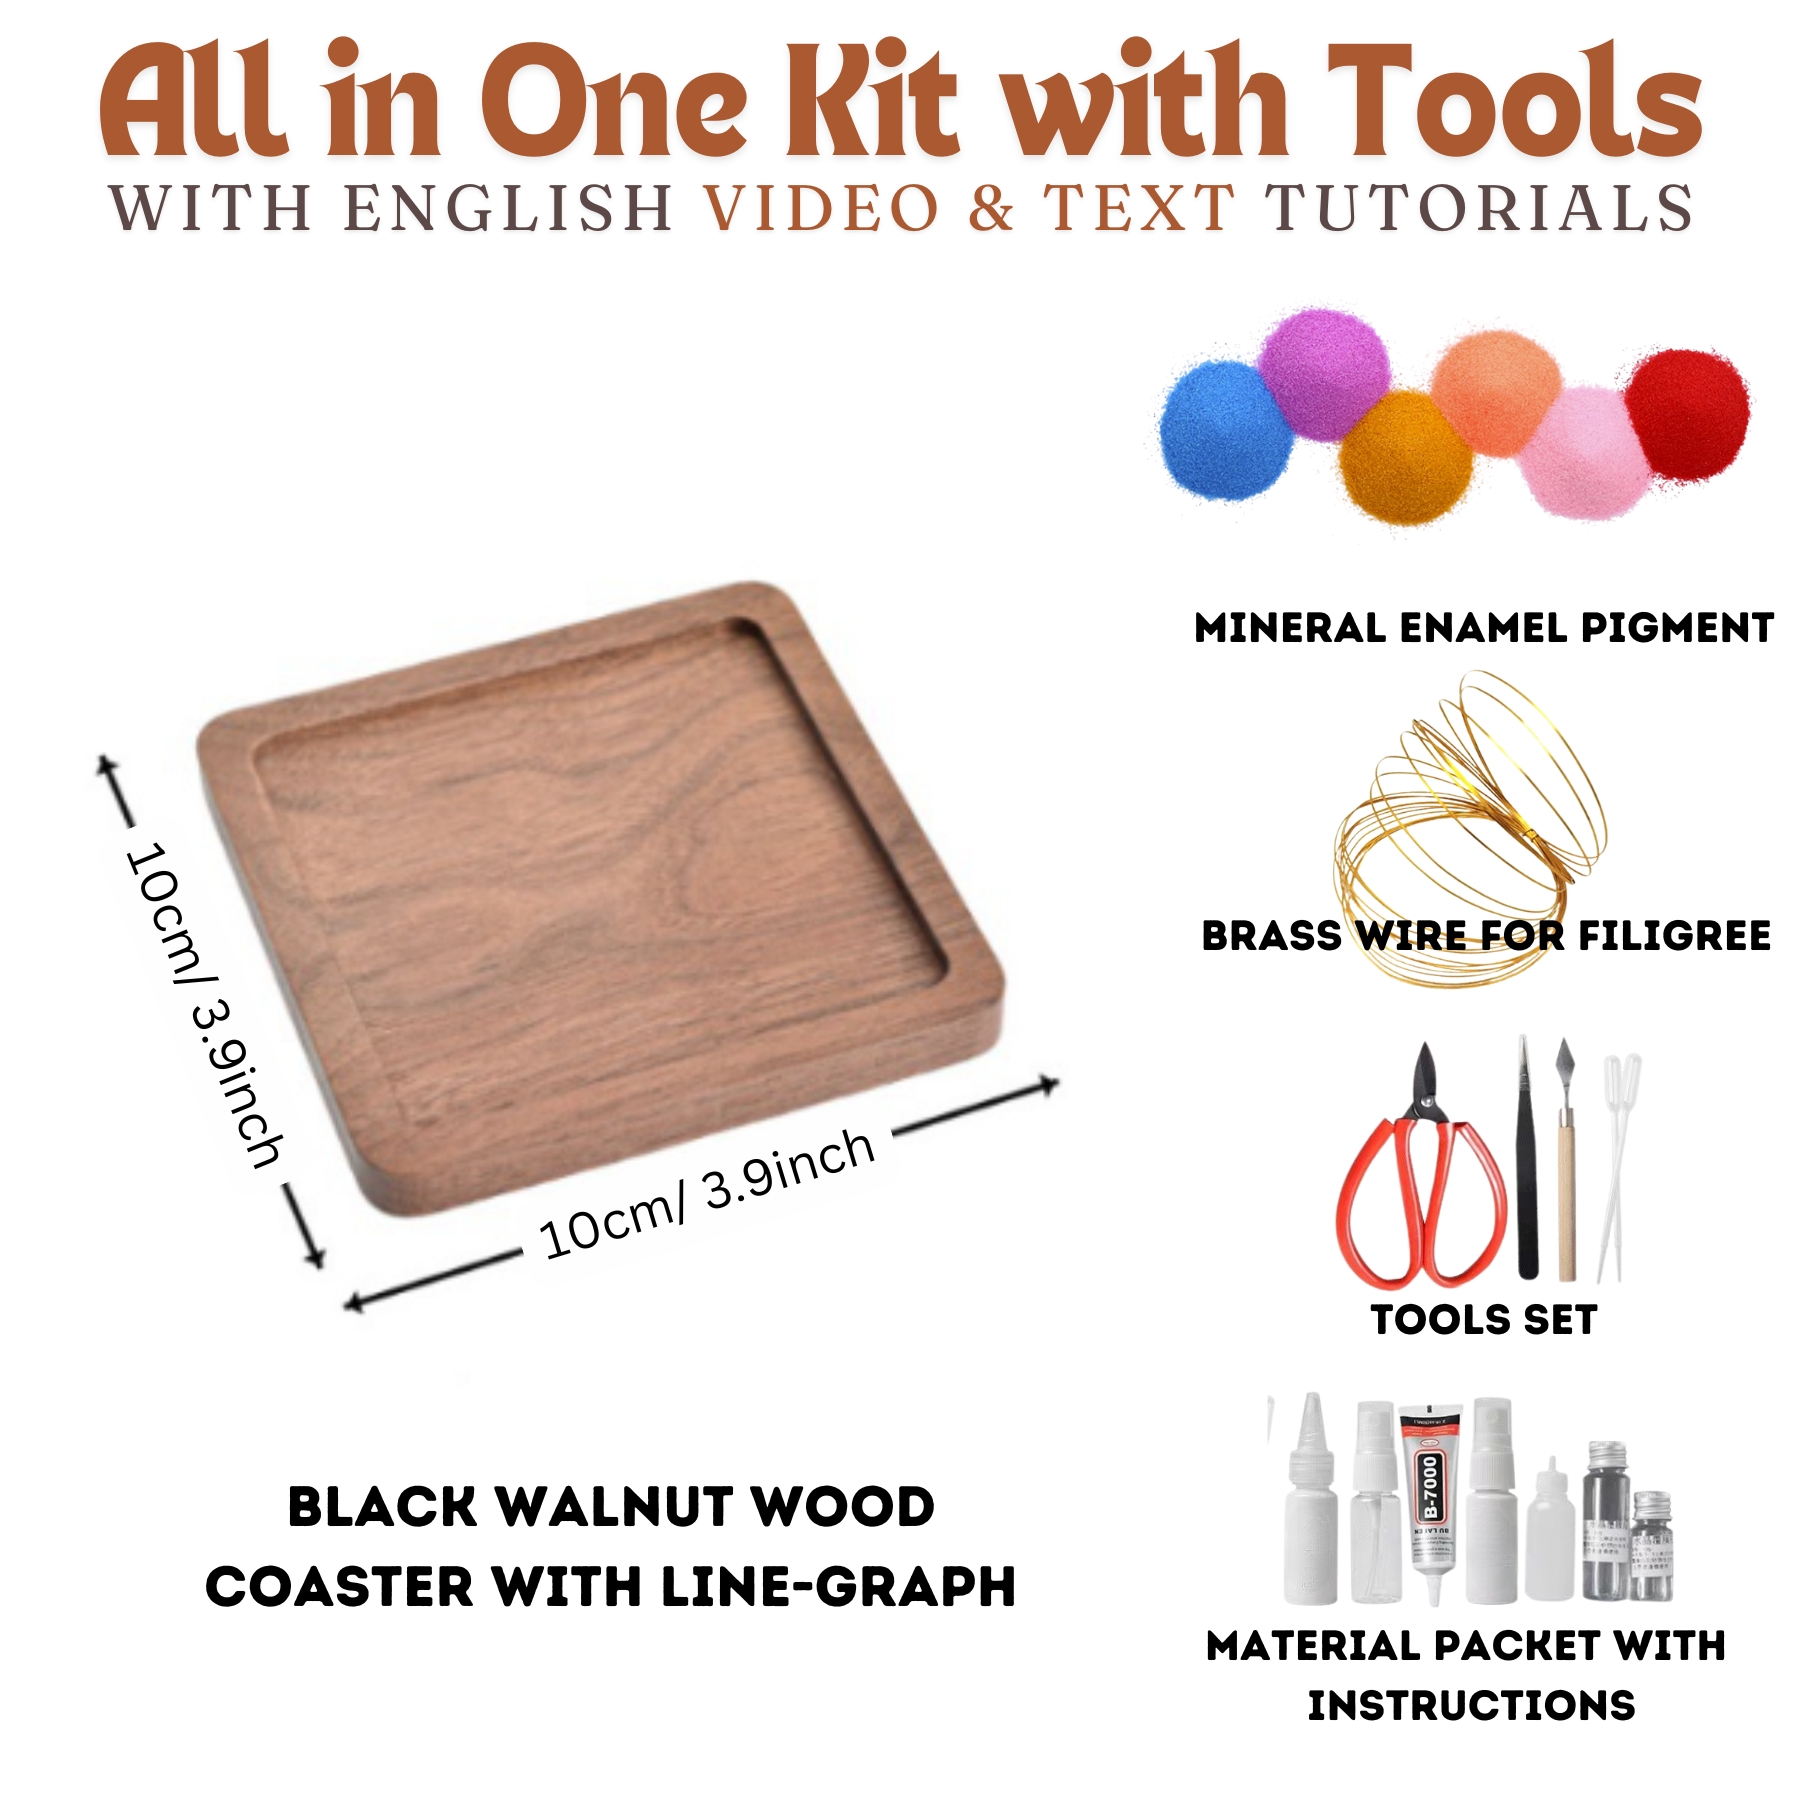 All in One Kit with Tools
WITH ENGLISH VIDEO & TEXT TUTORIALS
MINERAL ENAMEL PIGMENT
BRASS WIRE FOR FILIGREE
10cm/ 3.9inch
10cm/ 3.9inch
TOOLS SET
B-7000
BLACK WALNUT WOOD
COASTER WITH LINE-GRAPH
MATERIAL PACKET WITH
INSTRUCTIONS